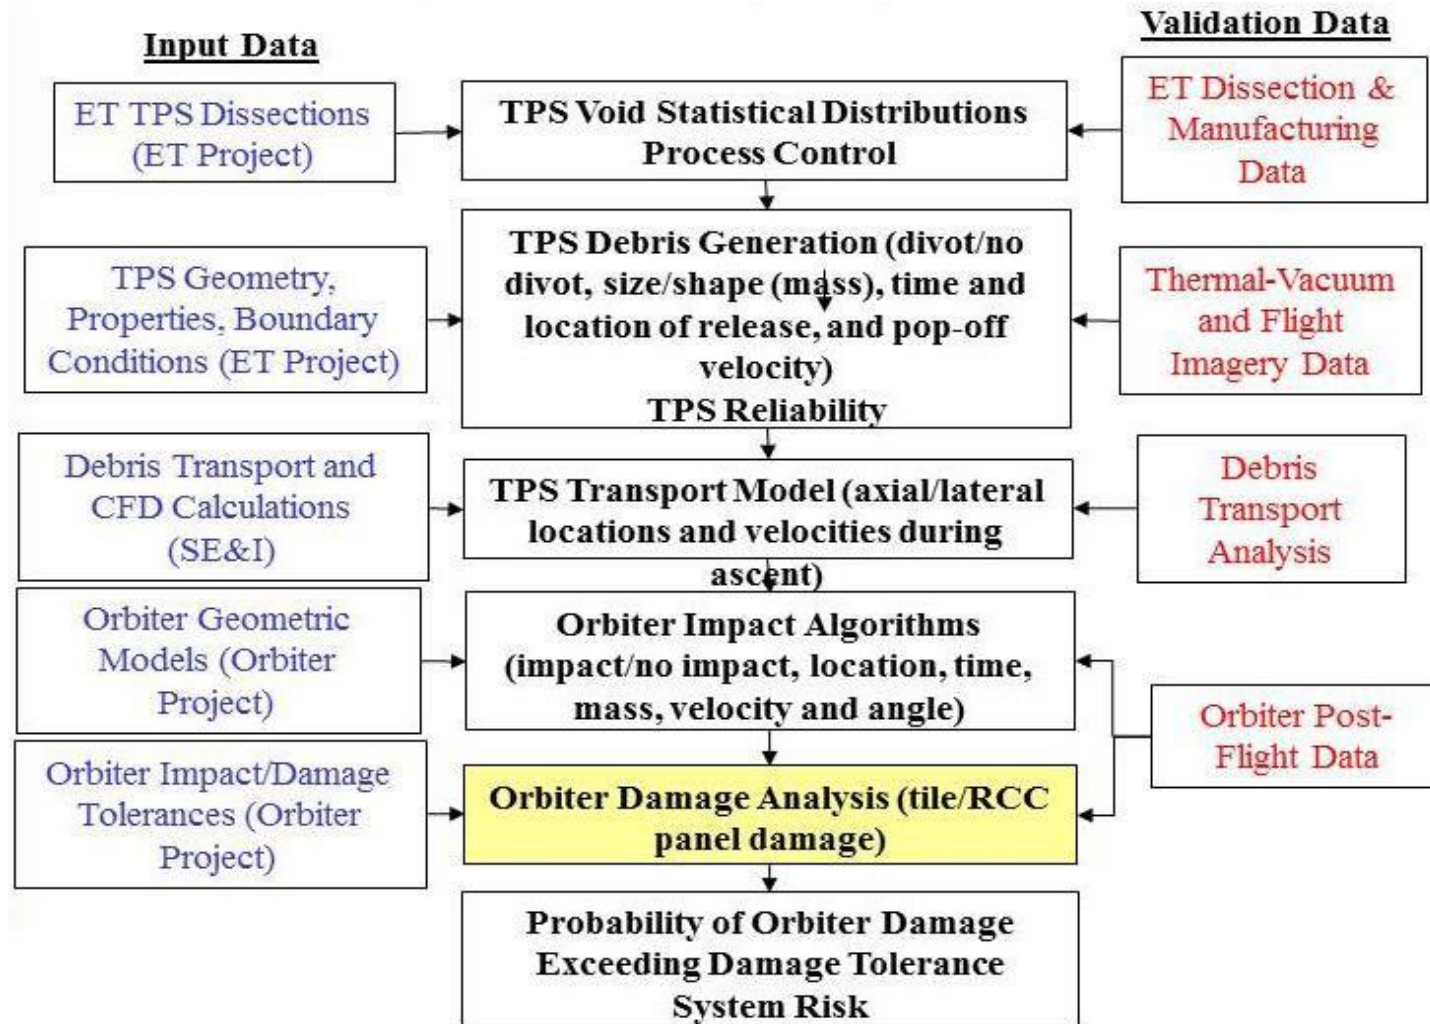 Input Data
Validation Data
ET TPS Dissections
(ET Project)
TPS Void Statistical Distributions
Process Control
ET Dissection &
Manufacturing
Data
TPS Geometry,
Properties, Boundary
Conditions (ET Project)
TPS Debris Generation (divot/no
divot, size/shape (mass), time and
location of release, and pop-off
velocity)
TPS Reliability
Thermal-Vacuum
and Flight
Imagery Data
Debris Transport and
CFD Calculations
(SE&I)
TPS Transport Model (axial/lateral
locations and velocities during
ascent)
Debris
Transport
Analysis
Orbiter Geometric
Models (Orbiter
Project)
Orbiter Impact Algorithms
(impact/no impact, location, time,
mass, velocity and angle)
Orbiter Post-
Flight Data
Orbiter Impact/Damage
Tolerances (Orbiter
Project)
Orbiter Damage Analysis (tile/RCC
panel damage)
Probability of Orbiter Damage
Exceeding Damage Tolerance
System Risk